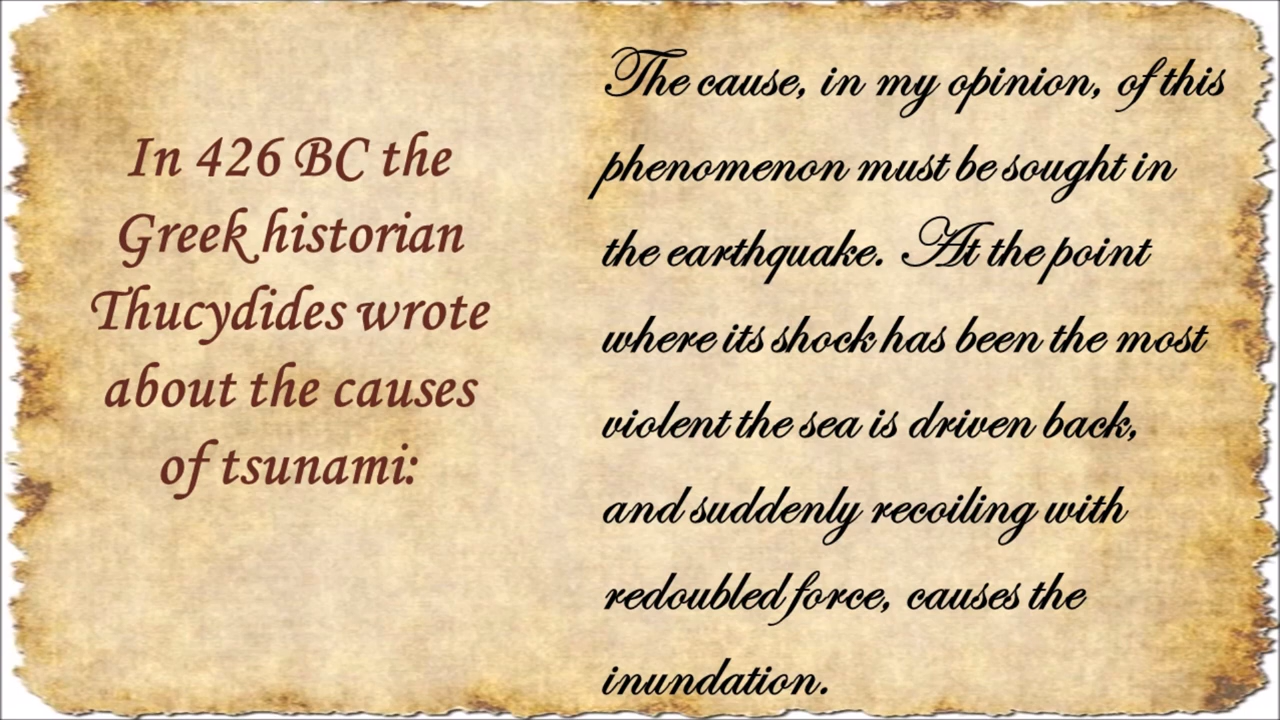 In 426 BC the
Greek historian
Thucydides wrote
about the causes
of tsunami:
The cause, in my opinion, of this
phenomenon must be sought in
the earthquake. At the point
where its shock has been the most
violent the sea is driven back,
and suddenly recoiling with
redoubled force, causes the
inundation.